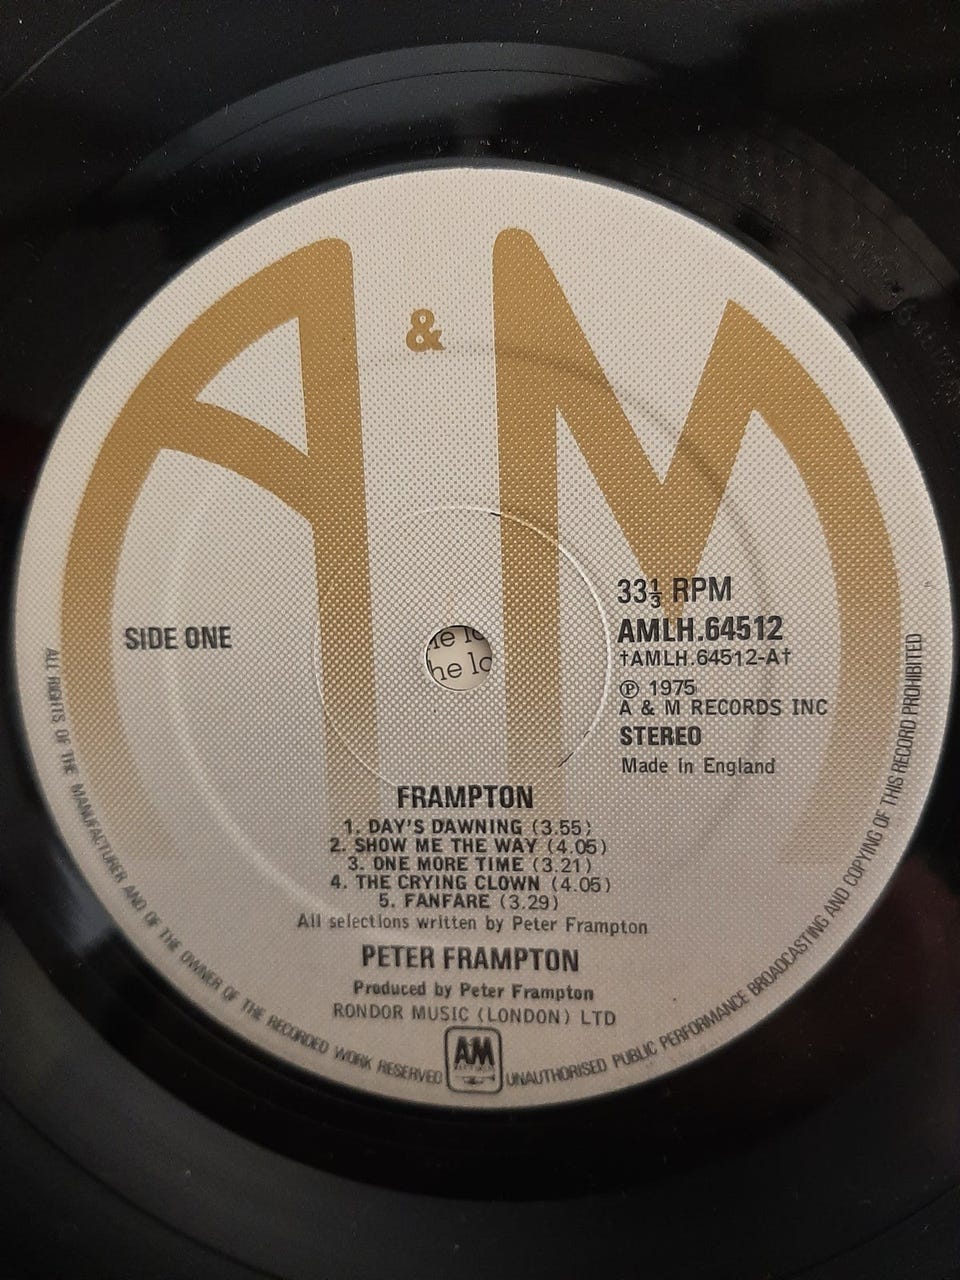 A & M
SIDE ONE
33⅓ RPM
AMLH.64512
†AMLH.64512-A†
Ⓟ 1975
A & M RECORDS INC
STEREO
Made in England
he lo
FRAMPTON
1. DAY'S DAWNING (3.55)
2. SHOW ME THE WAY (4.05)
3. ONE MORE TIME (3.21)
4. THE CRYING CLOWN (4.05)
5. FANFARE (3.29)
All selections written by Peter Frampton
PETER FRAMPTON
Produced by Peter Frampton
RONDOR MUSIC (LONDON) LTD
AM
ALL RIGHTS OF THE MANUFACTURER AND OF THE OWNER OF THE RECORDED WORK RESERVED
UNAUTHORISED PUBLIC PERFORMANCE BROADCASTING AND COPYING OF THIS RECORD PROHIBITED